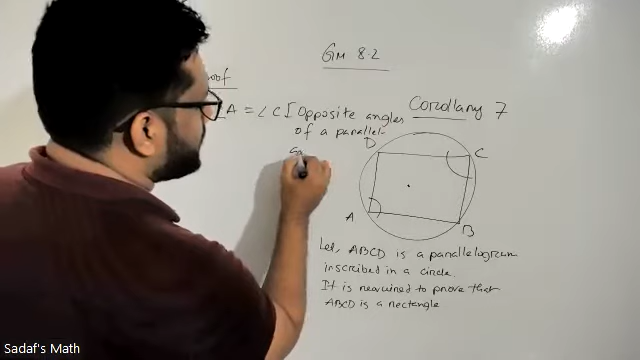 Gm 8.2
oof
Corollary 7
∠A = ∠C [Opposite angles
of a parallel-
D
C
A
B
Let, ABCD is a parallelogram
inscribed in a circle.
It is required to prove that
ABCD is a rectangle
Sadaf's Math